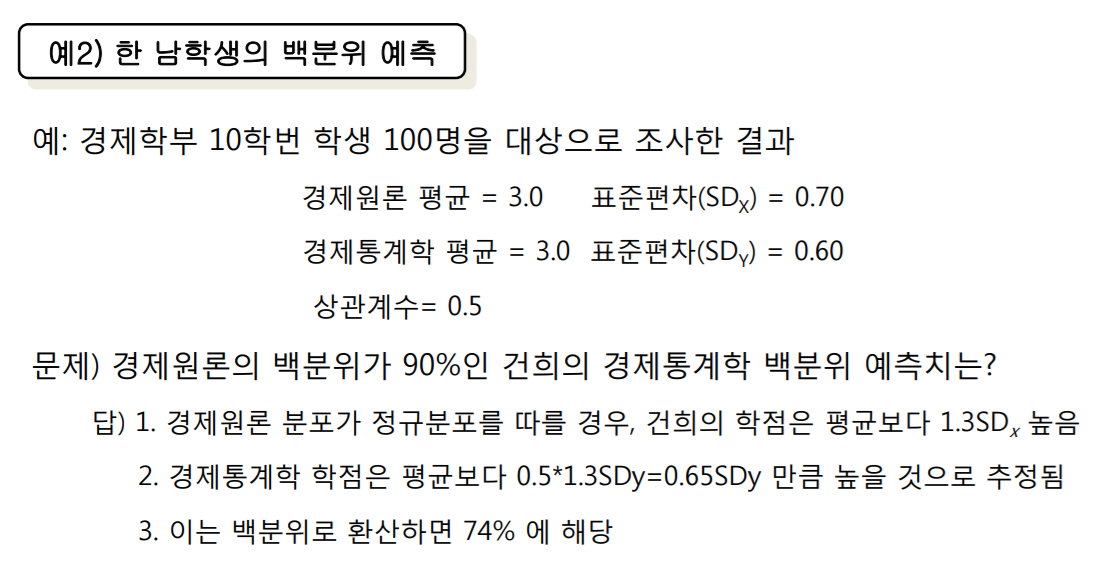 예2) 한 남학생의 백분위 예측
예: 경제학부 10학번 학생 100명을 대상으로 조사한 결과
경제원론 평균 = 3.0 표준편차(SDX) = 0.70
경제통계학 평균 = 3.0 표준편차(SDY) = 0.60
상관계수= 0.5
문제) 경제원론의 백분위가 90%인 건희의 경제통계학 백분위 예측치는?
답) 1. 경제원론 분포가 정규분포를 따를 경우, 건희의 학점은 평균보다 1.3SDx 높음
2. 경제통계학 학점은 평균보다 0.5*1.3SDy=0.65SDy 만큼 높을 것으로 추정됨
3. 이는 백분위로 환산하면 74% 에 해당